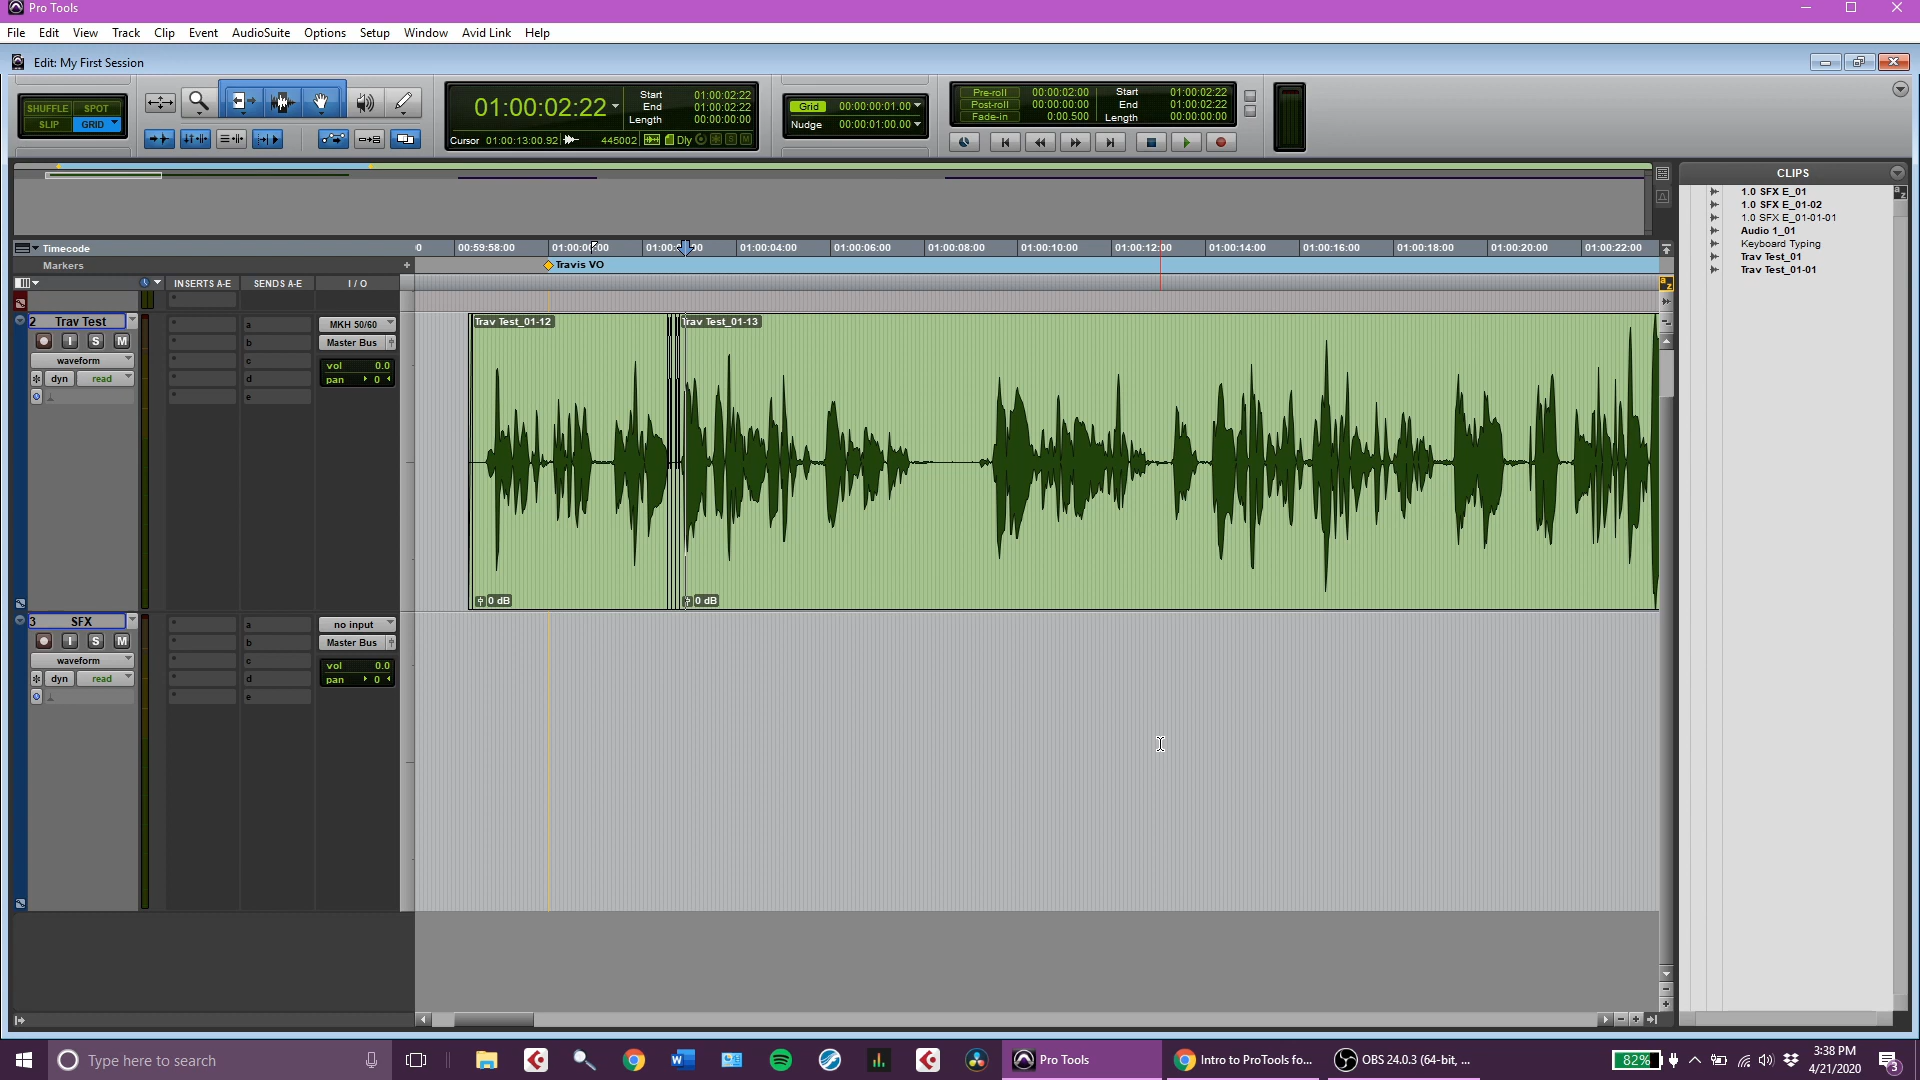 Pro Tools
File Edit View Track Clip Event AudioSuite Options Setup Window Avid Link Help
Edit: My First Session
SHUFFLE SPOT
SLIP GRID
01:00:02:22
Start 01:00:02:22
End 01:00:02:22
Length 00:00:00:00
Cursor 01:00:13:00.92 445002 Dly
Grid 00:00:00:01.00
Nudge 00:00:01:00.00
Pre-roll 00:00:02:00
Post-roll 00:00:00:00
Fade-in 0:00.500
Start 01:00:02:22
End 01:00:02:22
Length 00:00:00:00
CLIPS
1.0 SFX E_01
1.0 SFX E_01-02
1.0 SFX E_01-01-01
Audio 1_01
Keyboard Typing
Trav Test_01
Trav Test_01-01
Timecode
0 00:59:58:00 01:00:04:00 01:00:06:00 01:00:08:00 01:00:10:00 01:00:12:00 01:00:14:00 01:00:16:00 01:00:18:00 01:00:20:00 01:00:22:00
Markers +
Travis VO
INSERTS A-E SENDS A-E I / O
2 Trav Test
I S M
waveform
dyn read
a
b
c
d
e
MKH 50/60
Master Bus
vol 0.0
pan 0
Trav Test_01-12
Trav Test_01-13
0 dB
0 dB
3 SFX
I S M
waveform
dyn read
a
b
c
d
e
no input
Master Bus
vol 0.0
pan 0
Type here to search
Pro Tools
Intro to ProTools fo...
OBS 24.0.3 (64-bit, ...
82%
3:38 PM
4/21/2020
3